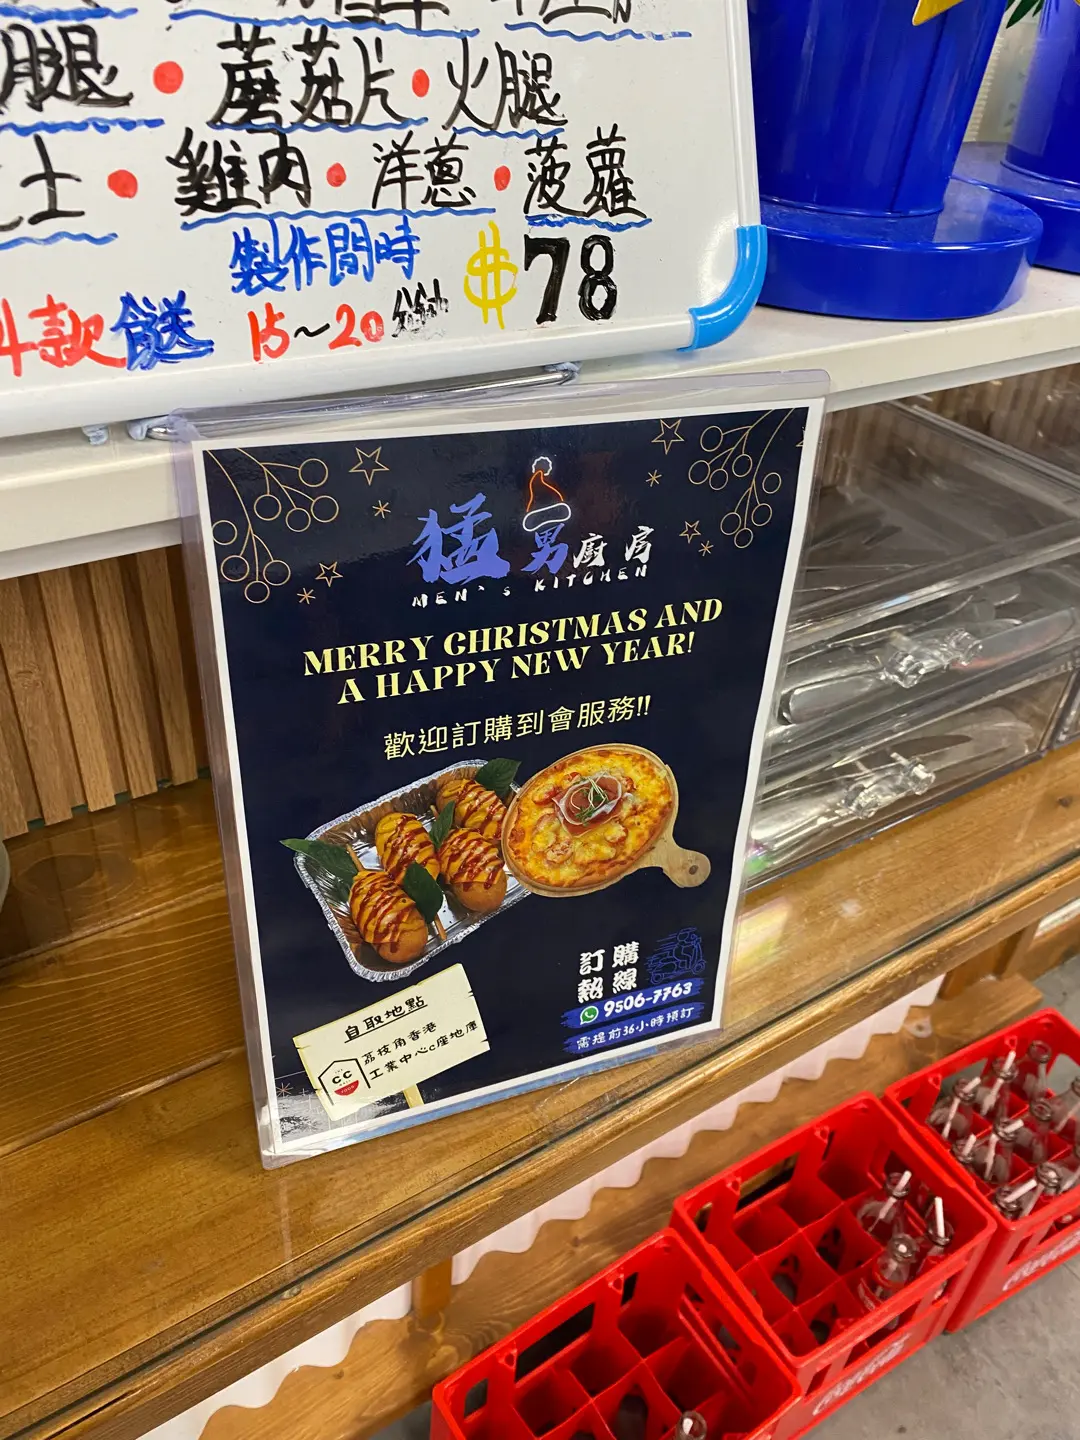 腿 • 蘑菇片 • 火腿
士 • 雞肉 • 洋蔥 • 菠蘿
製作間時
款餸 15~20 分鐘 $78
猛男廚房
MEN's KITCHEN
MERRY CHRISTMAS AND
A HAPPY NEW YEAR!
歡迎訂購到會服務!!
訂購
熱線
9506-7763
需提前36小時預訂
自取地點
荔枝角香港
工業中心c座地庫
CC